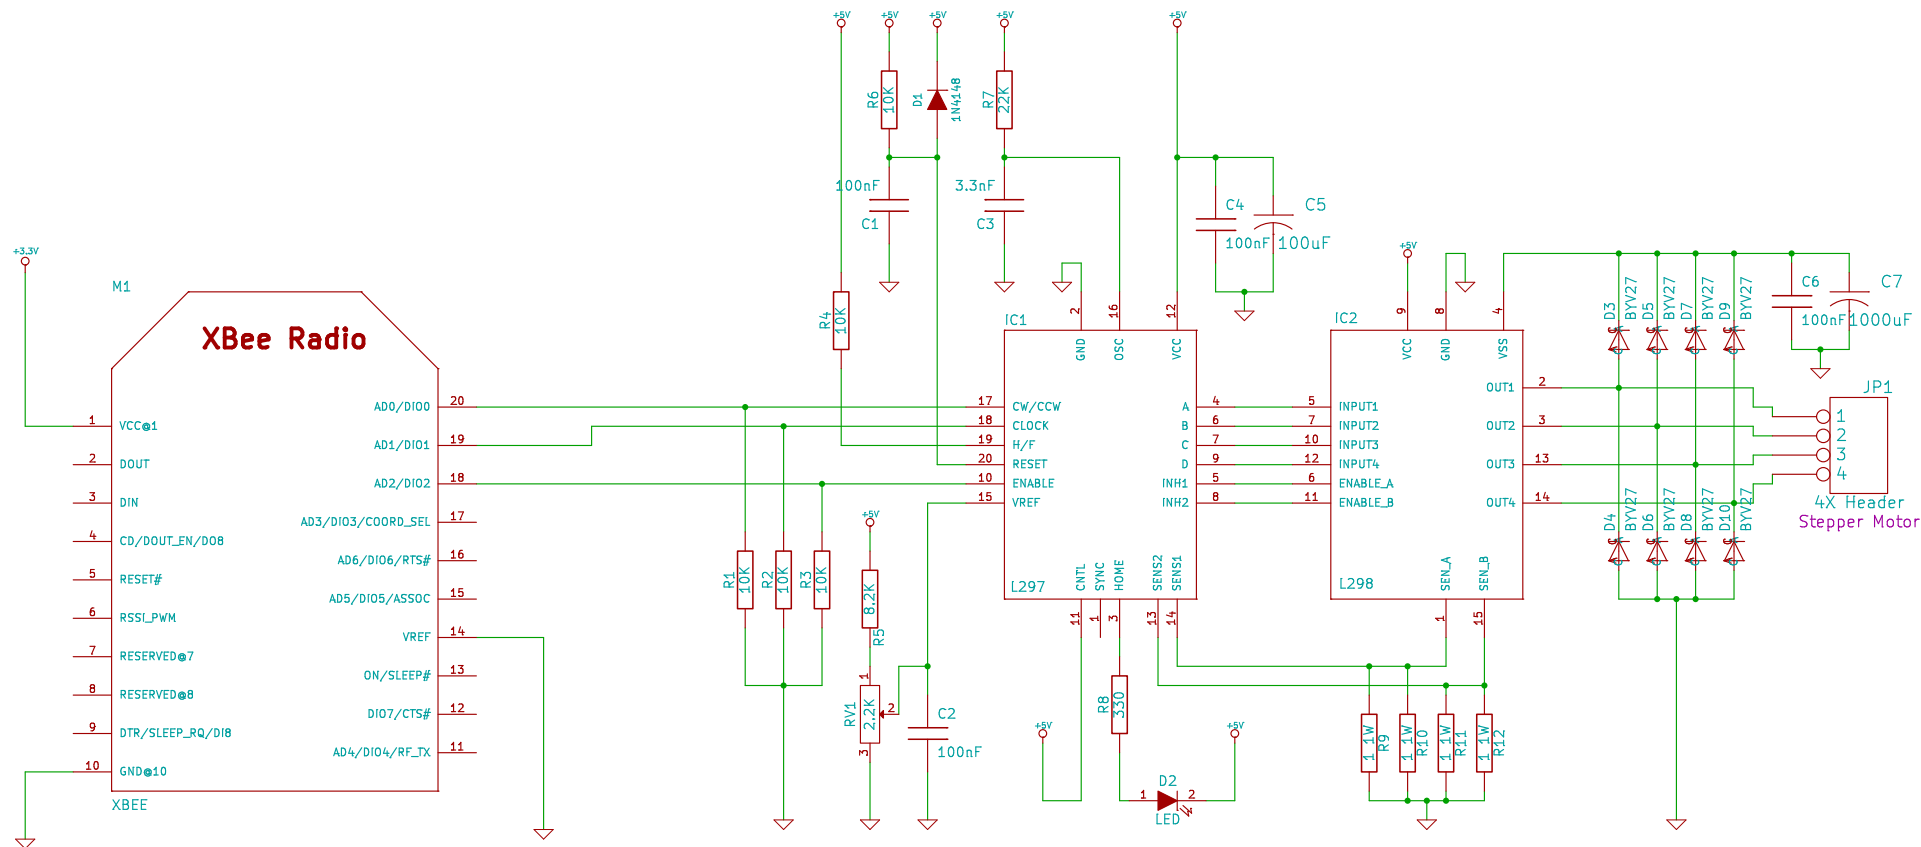 +5V
+5V
+5V
+5V
+5V
R6
10K
D1
1N4148
R7
22K
100nF
C1
3.3nF
C3
C4
100nF
C5
100uF
+3.3V
+5V
M1
XBee Radio
R4
10K
IC1
2
16
12
GND
OSC
VCC
IC2
9
8
4
VCC
GND
VSS
D3
BYV27
D5
BYV27
D7
BYV27
D9
BYV27
C6
100nF
C7
1000uF
1 VCC@1
2 DOUT
3 DIN
4 CD/DOUT_EN/DO8
5 RESET#
6 RSSI_PWM
7 RESERVED@7
8 RESERVED@8
9 DTR/SLEEP_RQ/DI8
10 GND@10
AD0/DIO0 20
AD1/DIO1 19
AD2/DIO2 18
AD3/DIO3/COORD_SEL 17
AD6/DIO6/RTS# 16
AD5/DIO5/ASSOC 15
VREF 14
ON/SLEEP# 13
DIO7/CTS# 12
AD4/DIO4/RF_TX 11
XBEE
17 CW/CCW
18 CLOCK
19 H/F
20 RESET
10 ENABLE
15 VREF
A 4
B 6
C 7
D 9
INH1 5
INH2 8
5 INPUT1
7 INPUT2
10 INPUT3
12 INPUT4
6 ENABLE_A
11 ENABLE_B
OUT1 2
OUT2 3
OUT3 13
OUT4 14
JP1
1
2
3
4
4X Header
Stepper Motor
D4
BYV27
D6
BYV27
D8
BYV27
D10
BYV27
R1
10K
R2
10K
R3
10K
+5V
8.2K
R5
1
RV1
2.2K
2
3
C2
100nF
L297
CNTL
SYNC
HOME
SENS2
SENS1
11
1
3
13
14
L298
SEN_A
SEN_B
1
15
R8
330
+5V
+5V
D2
1
2
LED
1 1W
R9
1 1W
R10
1 1W
R11
1 1W
R12